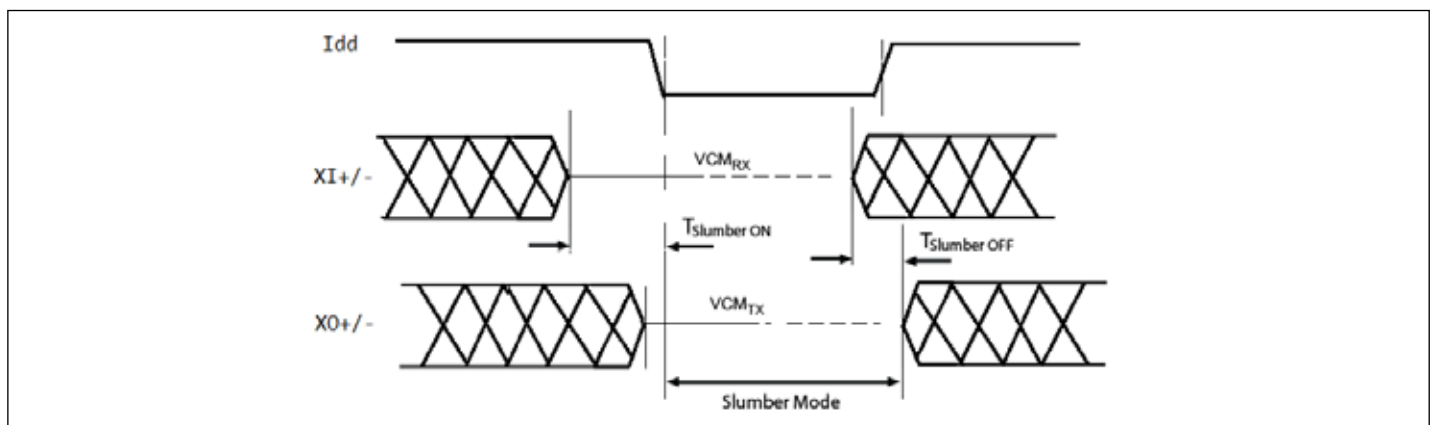 Idd
XI+/-
VCMRX
TSlumber ON
TSlumber OFF
XO+/-
VCMTX
Slumber Mode